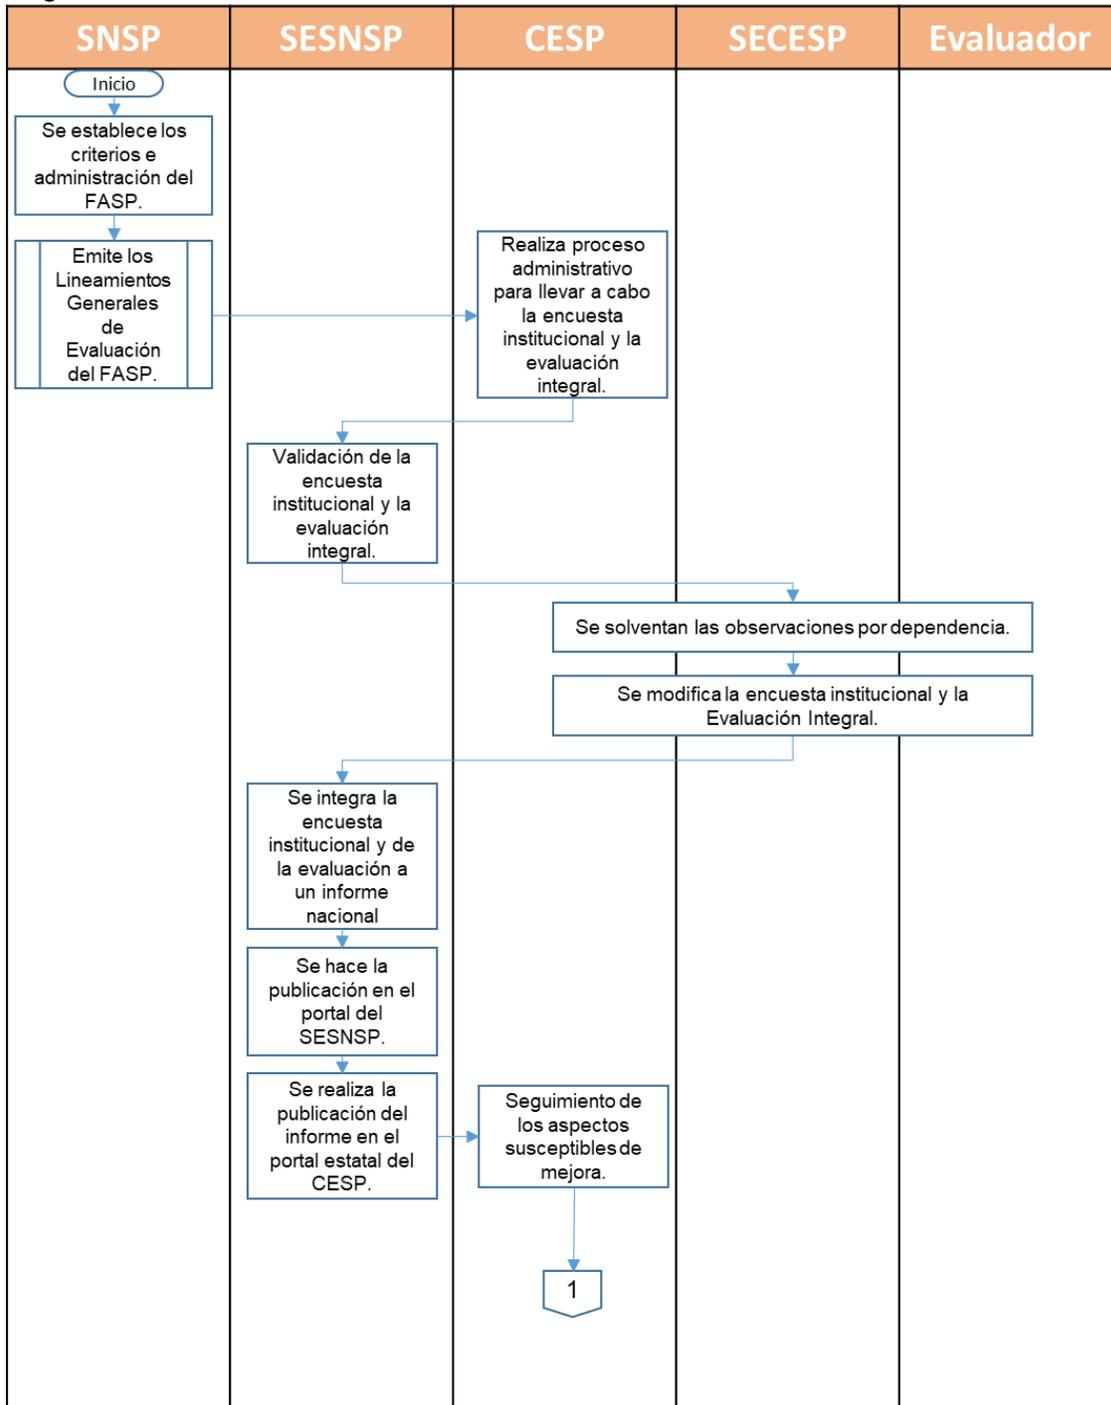 SNSP
SESNSP
CESP
SECESP
Evaluador
Inicio
Se establece los
criterios e
administración del
FASP.
Emite los
Lineamientos
Generales
de
Evaluación
del FASP.
Realiza proceso
administrativo
para llevar a cabo
la encuesta
institucional y la
evaluación
integral.
Validación de la
encuesta
institucional y la
evaluación
integral.
Se solventan las observaciones por dependencia.
Se modifica la encuesta institucional y la
Evaluación Integral.
Se integra la
encuesta
institucional y de
la evaluación a
un informe
nacional
Se hace la
publicación en el
portal del
SESNSP.
Se realiza la
publicación del
informe en el
portal estatal del
CESP.
Seguimiento de
los aspectos
susceptibles de
mejora.
1